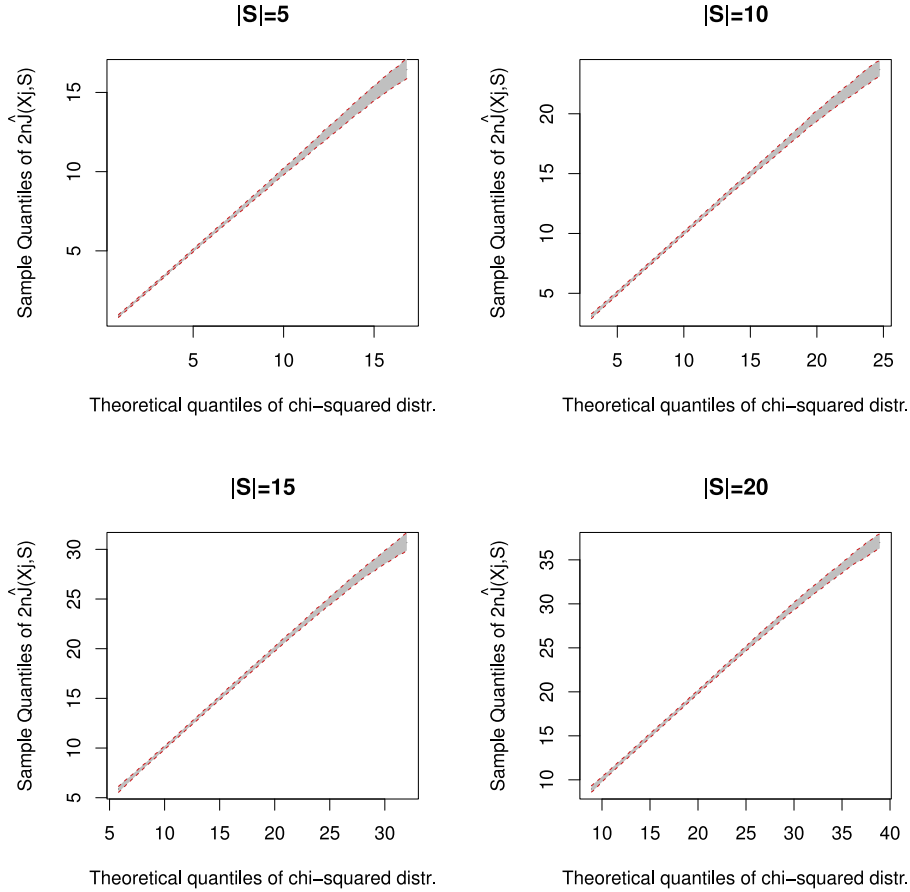 |S|=5
Sample Quantiles of 2nĴ(Xj,S)
15
10
5
5 10 15
Theoretical quantiles of chi−squared distr.
|S|=10
Sample Quantiles of 2nĴ(Xj,S)
20
15
10
5
5 10 15 20 25
Theoretical quantiles of chi−squared distr.
|S|=15
Sample Quantiles of 2nĴ(Xj,S)
30
25
20
15
10
5
5 10 15 20 25 30
Theoretical quantiles of chi−squared distr.
|S|=20
Sample Quantiles of 2nĴ(Xj,S)
35
30
25
20
15
10
10 15 20 25 30 35 40
Theoretical quantiles of chi−squared distr.